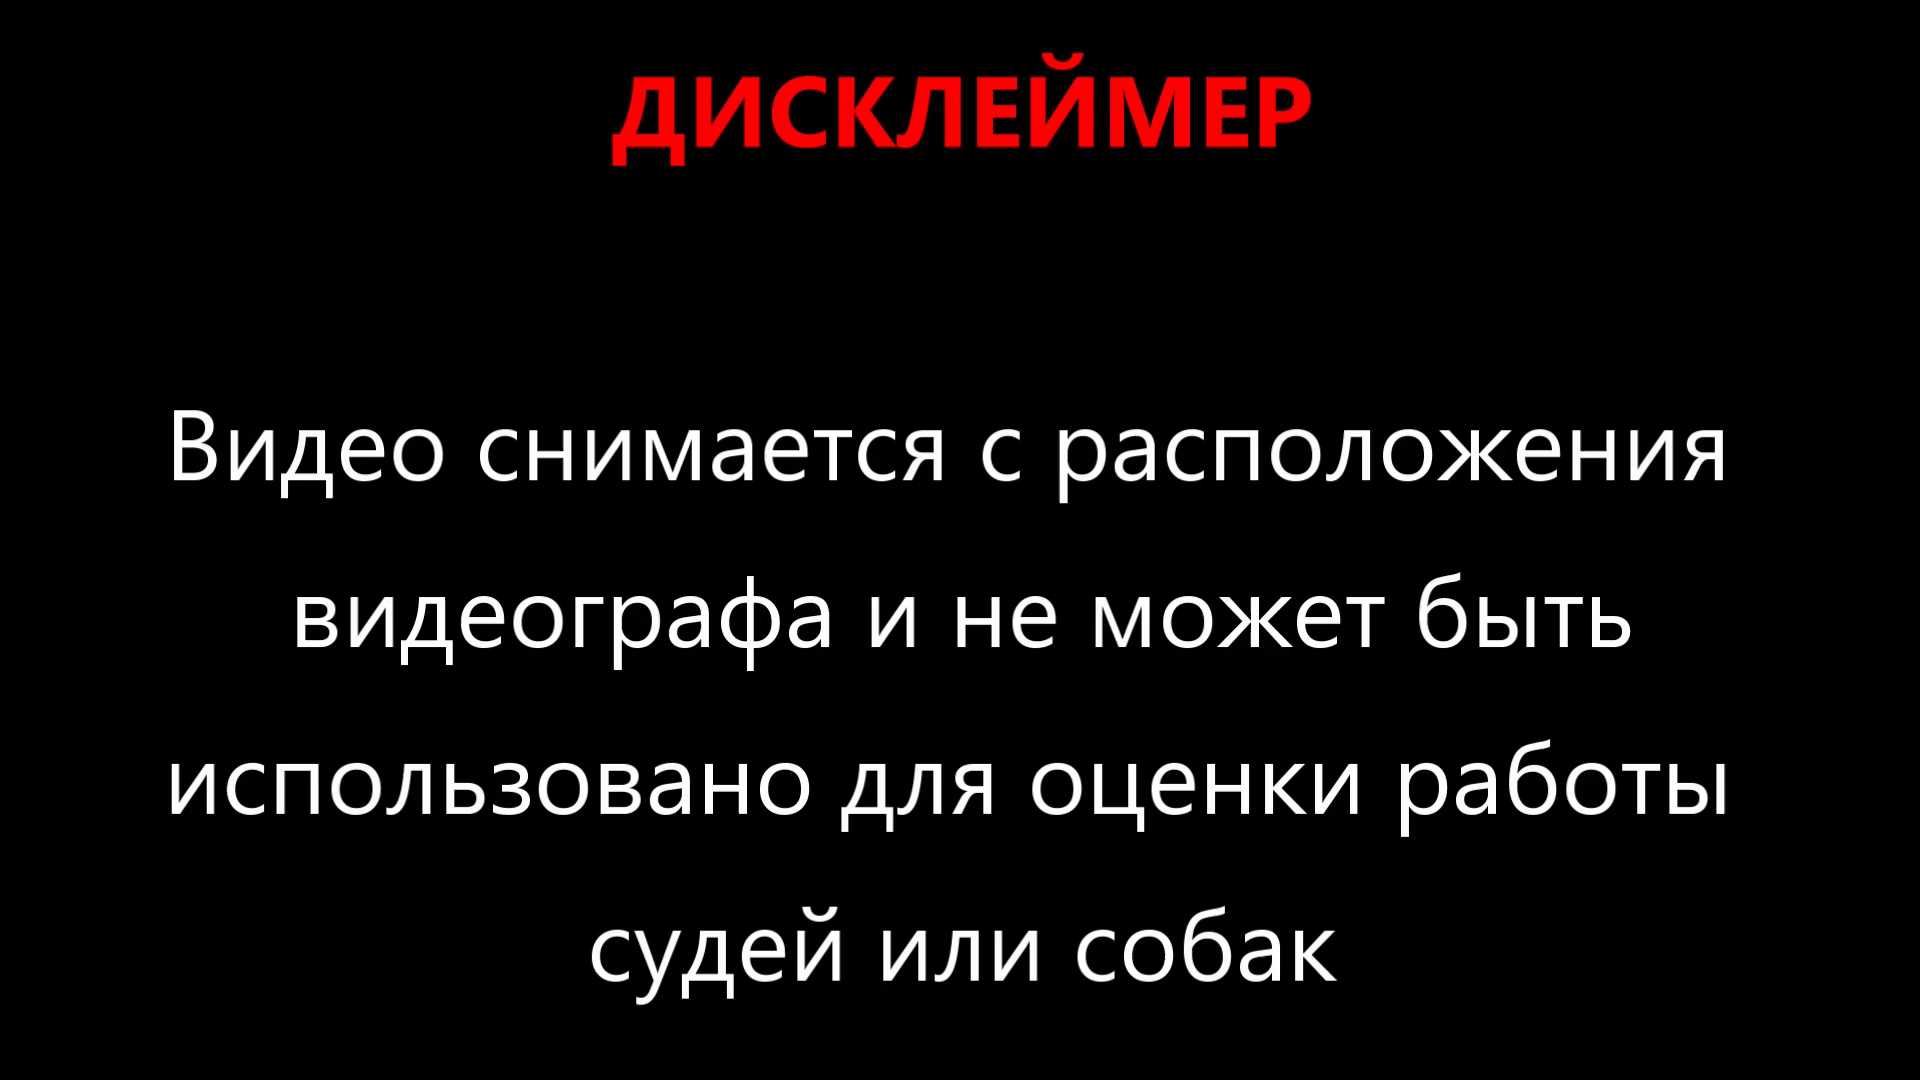 ДИСКЛЕЙМЕР
Видео снимается с расположения
видеографа и не может быть
использовано для оценки работы
судей или собак